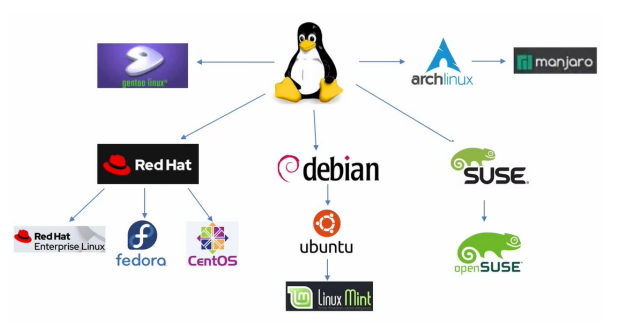 gentoo linux
archlinux
manjaro
Red Hat
debian
SUSE
Red Hat
Enterprise Linux
fedora
CentOS
ubuntu
openSUSE
Linux Mint